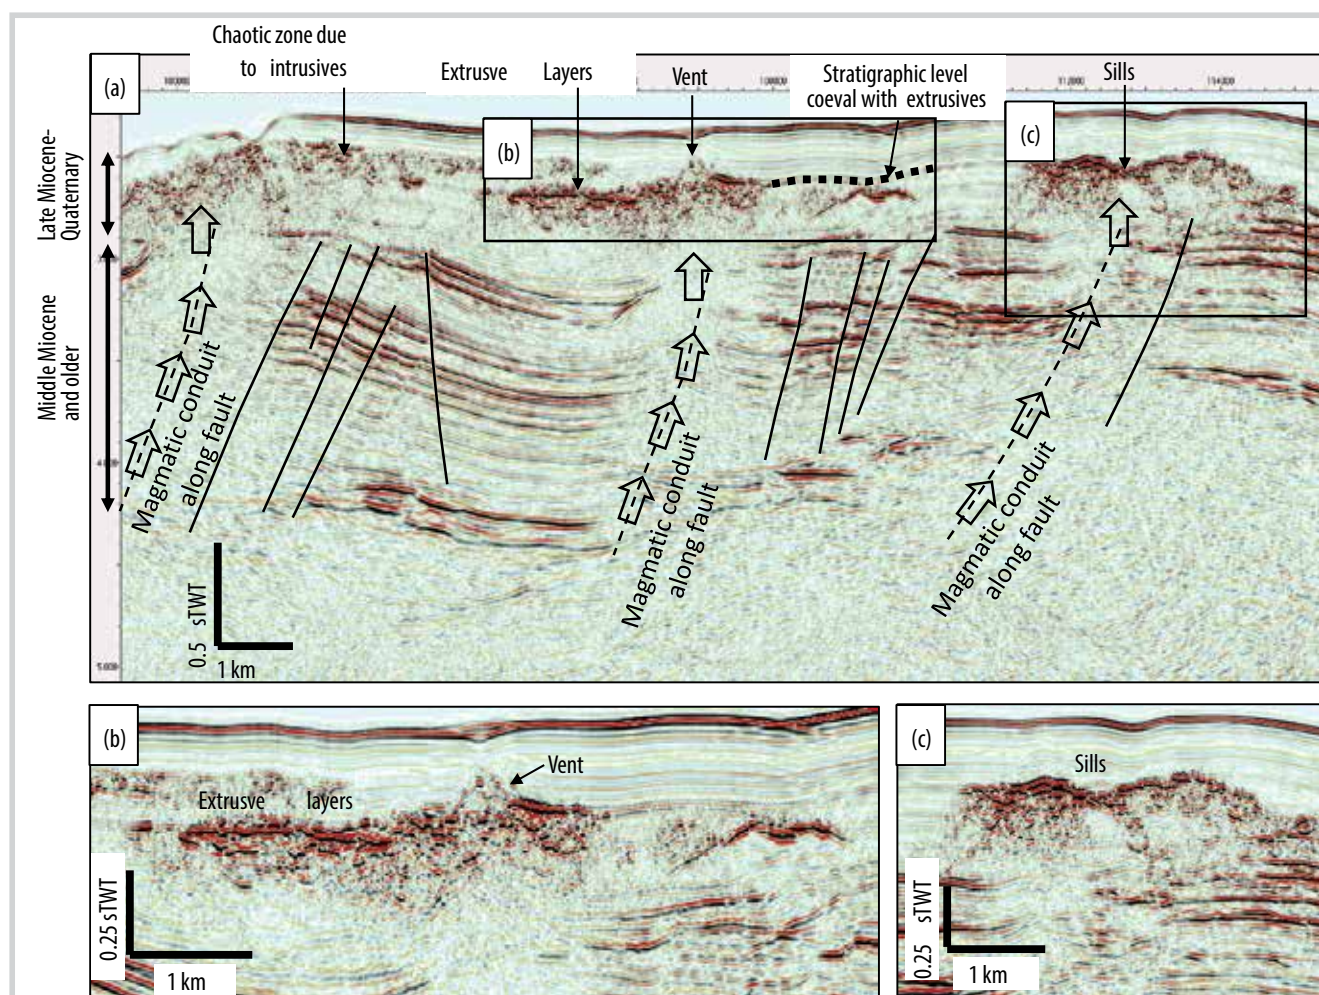 Chaotic zone due
to intrusives
Extrusve Layers
Vent
Stratigraphic level
coeval with extrusives
Sills
(a)
(b)
(c)
Late Miocene-
Quaternary
Middle Miocene
and older
Magmatic conduit
along fault
Magmatic conduit
along fault
Magmatic conduit
along fault
0.5 sTWT
1 km
(b)
Vent
Extrusve layers
0.25 sTWT
1 km
(c)
Sills
0.25 sTWT
1 km